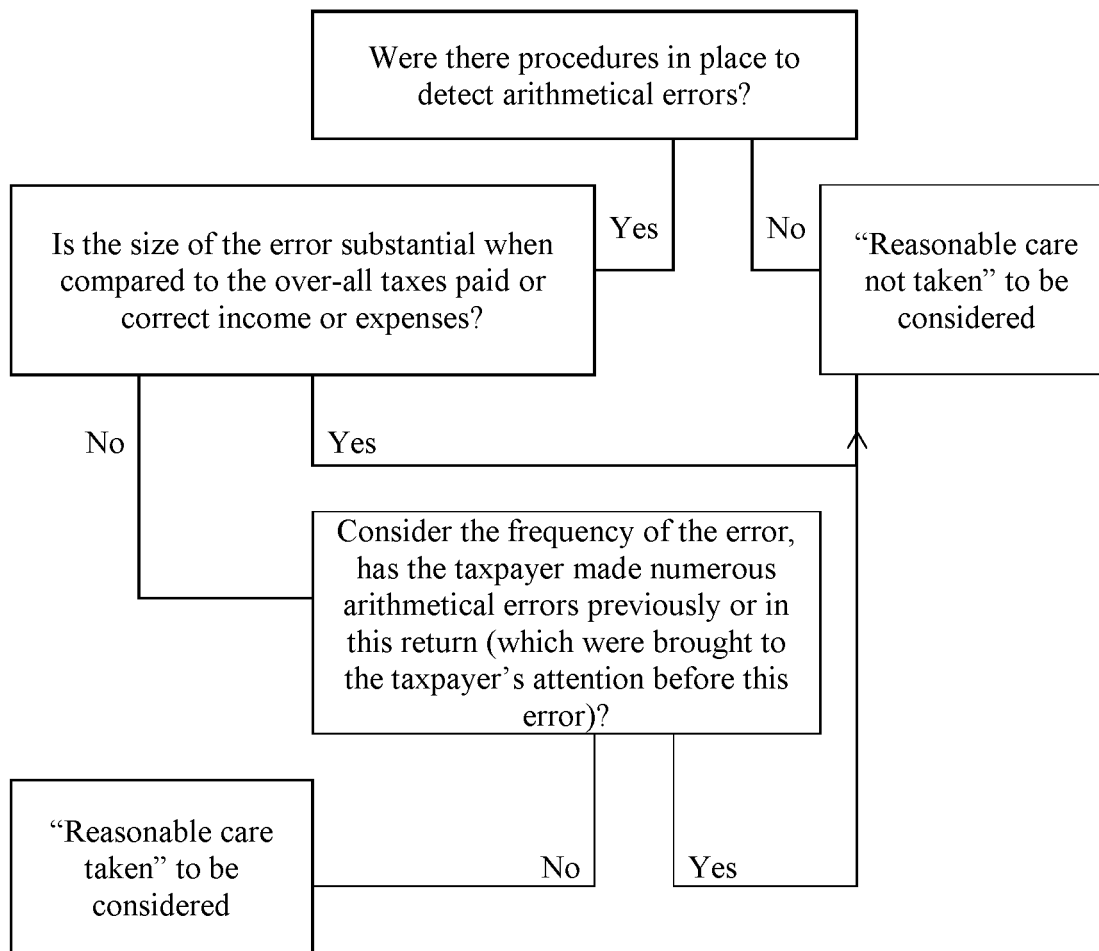 Were there procedures in place to
detect arithmetical errors?
Yes
No
Is the size of the error substantial when
compared to the over-all taxes paid or
correct income or expenses?
“Reasonable care
not taken” to be
considered
No
Yes
Consider the frequency of the error,
has the taxpayer made numerous
arithmetical errors previously or in
this return (which were brought to
the taxpayer’s attention before this
error)?
“Reasonable care
taken” to be
considered
No
Yes